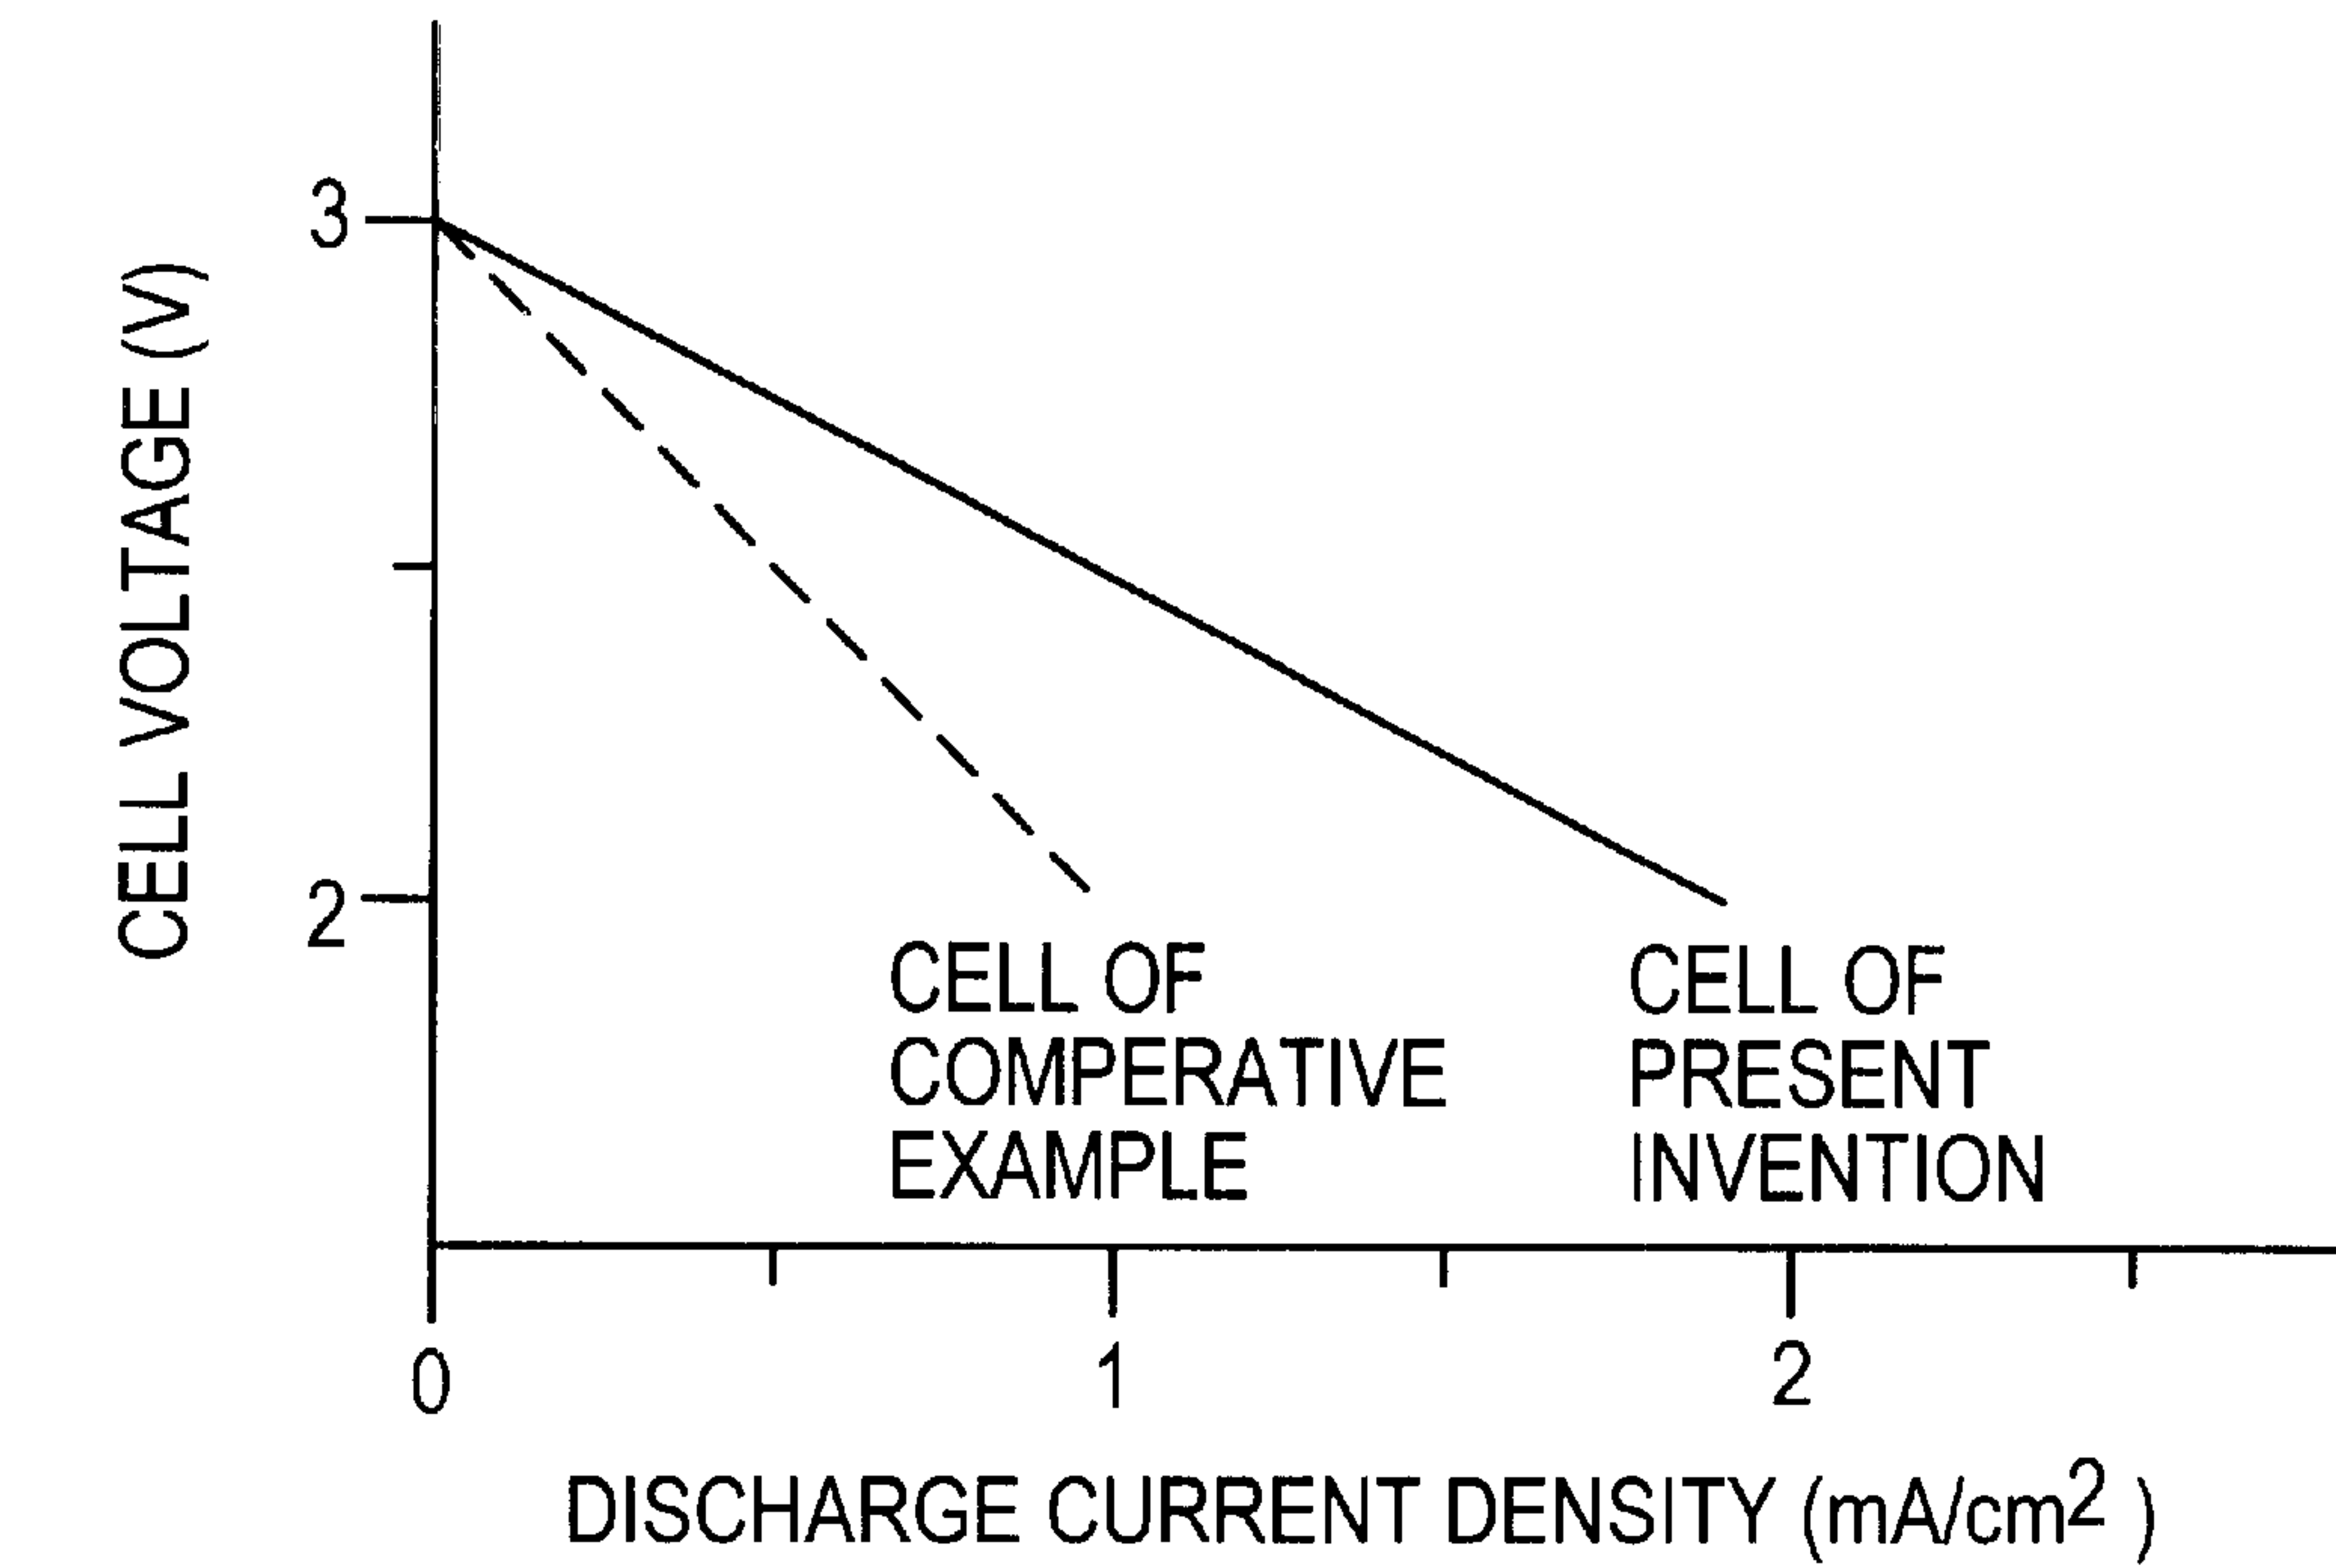 CELL VOLTAGE (V)
3
2
CELL OF
COMPERATIVE
EXAMPLE
CELL OF
PRESENT
INVENTION
0
1
2
DISCHARGE CURRENT DENSITY (mA/cm²)